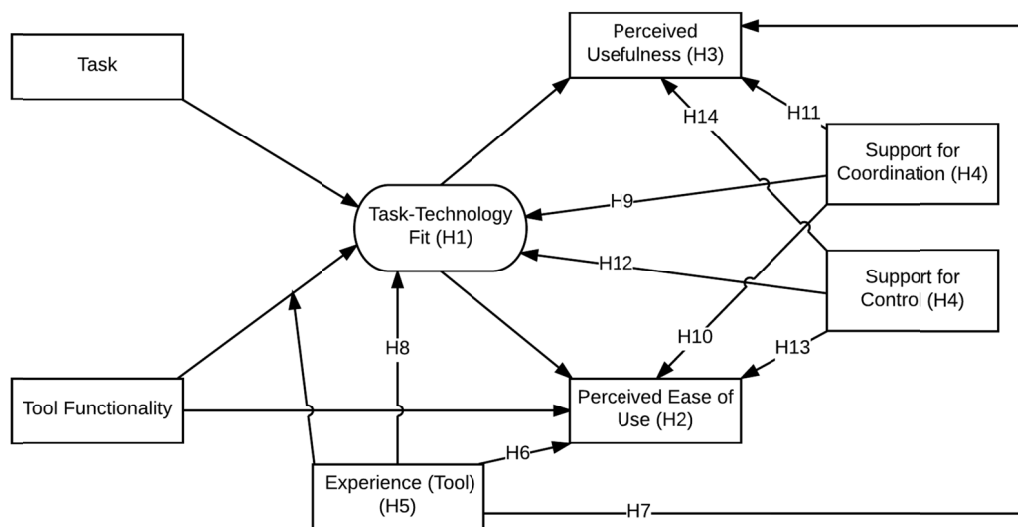 Perceived
Usefulness (H3)
Task
H14
H11
Support for
Coordination (H4)
Task-Technology
Fit (H1)
H9
H12
Support for
Control (H4)
H8
H10
H13
Tool Functionality
Perceived Ease of
Use (H2)
H6
Experience (Tool)
(H5)
H7